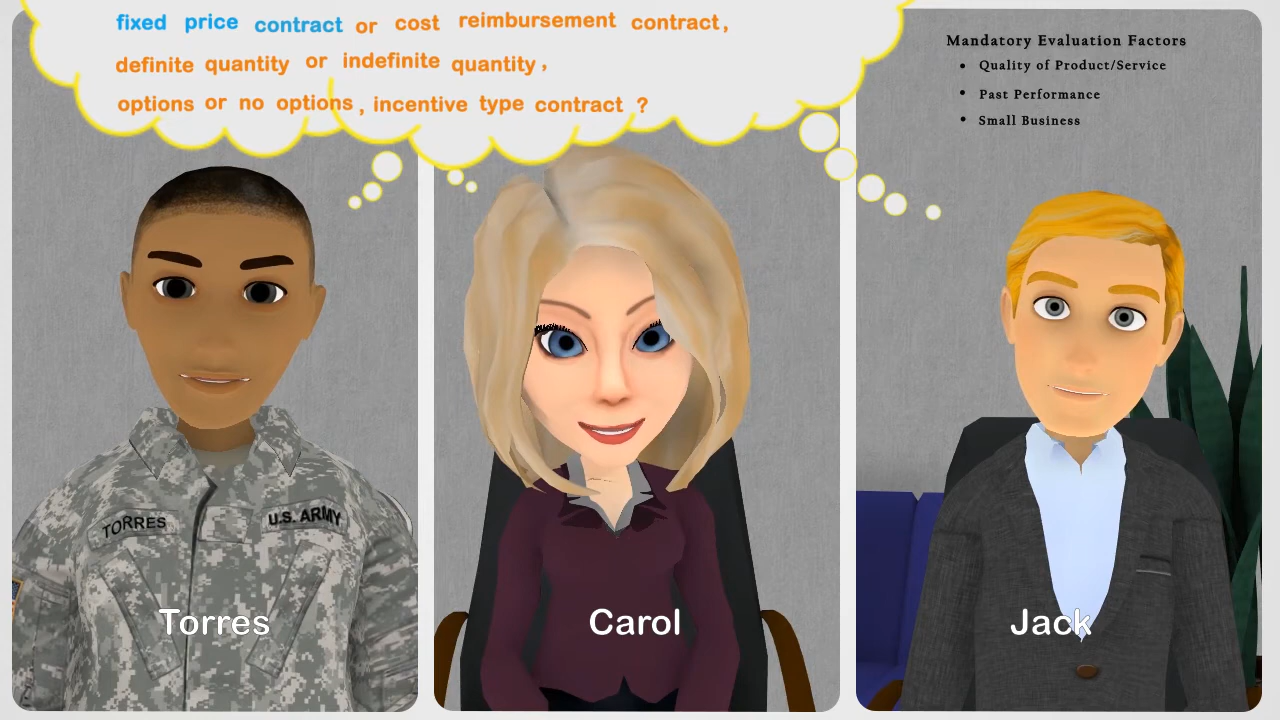 fixed price contract or cost reimbursement contract,
definite quantity or indefinite quantity,
options or no options, incentive type contract ?
Mandatory Evaluation Factors
• Quality of Product/Service
• Past Performance
• Small Business
TORRES
U.S. ARMY
Torres
Carol
Jack